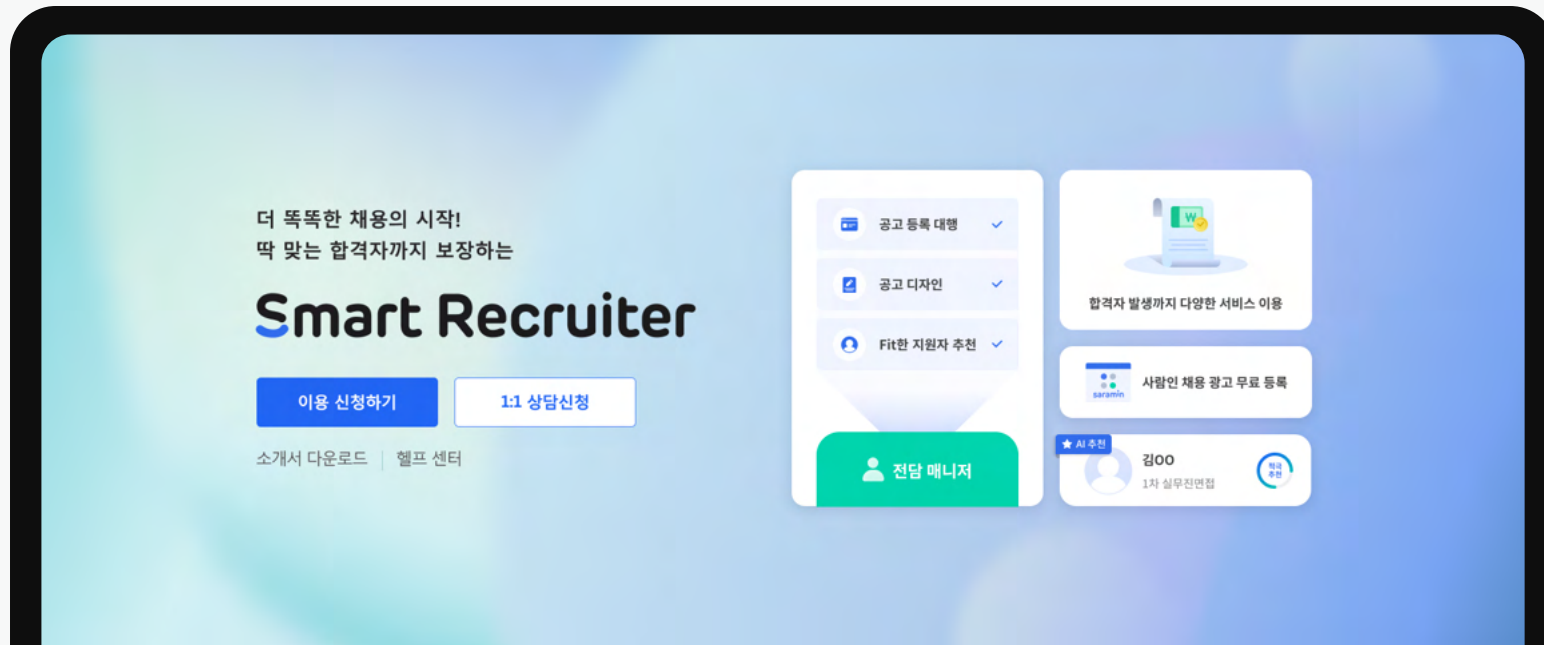 더 똑똑한 채용의 시작!
딱 맞는 합격자까지 보장하는
Smart Recruiter
이용 신청하기
1:1 상담신청
소개서 다운로드
헬프 센터
공고 등록 대행
공고 디자인
Fit한 지원자 추천
전담 매니저
W
합격자 발생까지 다양한 서비스 이용
saramin
사람인 채용 광고 무료 등록
AI 추천
김OO
1차 실무진면접
적극
추천